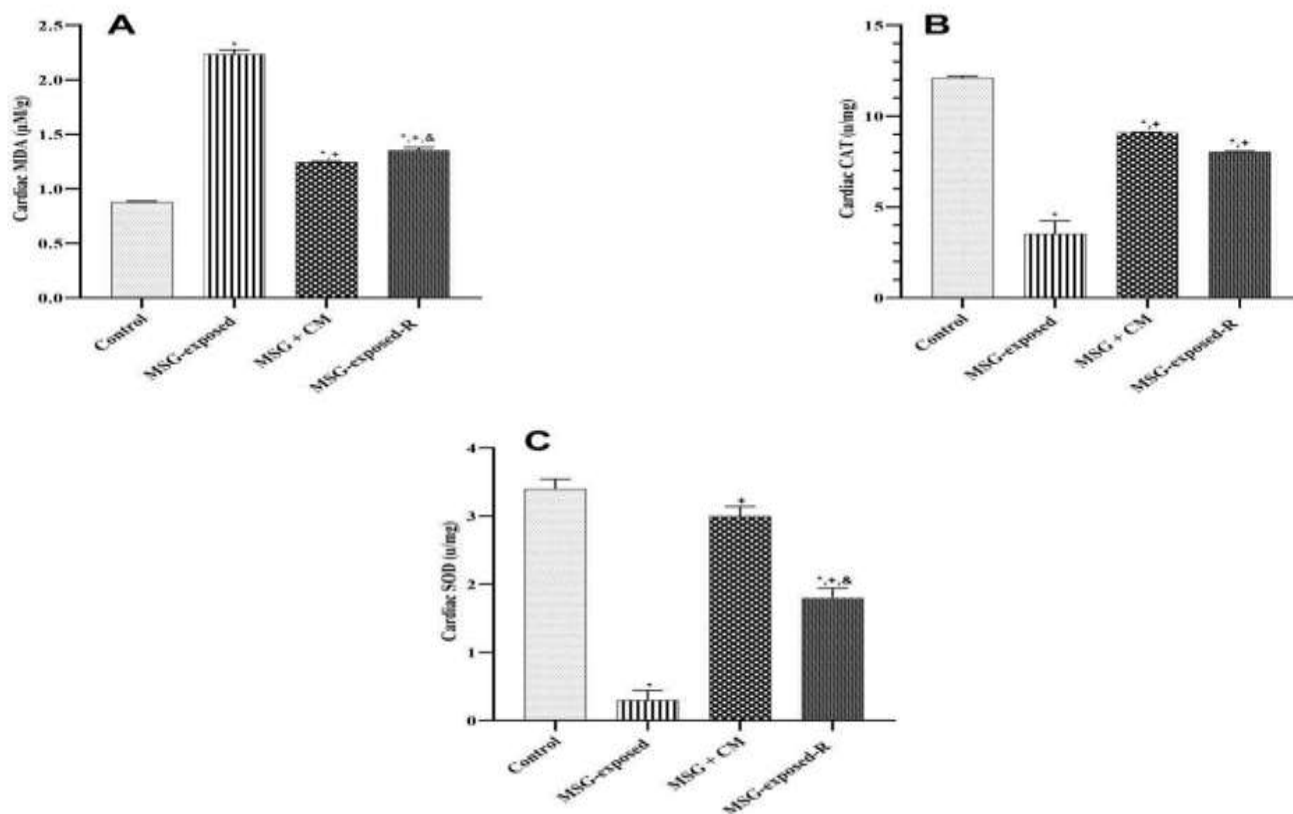 A
Cardiac MDA (µM/g)
2.5
2.0
1.5
1.0
0.5
0.0
*
*,+
*,+,&
Control
MSG-exposed
MSG + CM
MSG-exposed-R
B
Cardiac CAT (u/mg)
15
10
5
0
*
*,+
*,+
Control
MSG-exposed
MSG + CM
MSG-exposed-R
C
Cardiac SOD (u/mg)
4
3
2
1
0
*
+
*,+,&
Control
MSG-exposed
MSG + CM
MSG-exposed-R